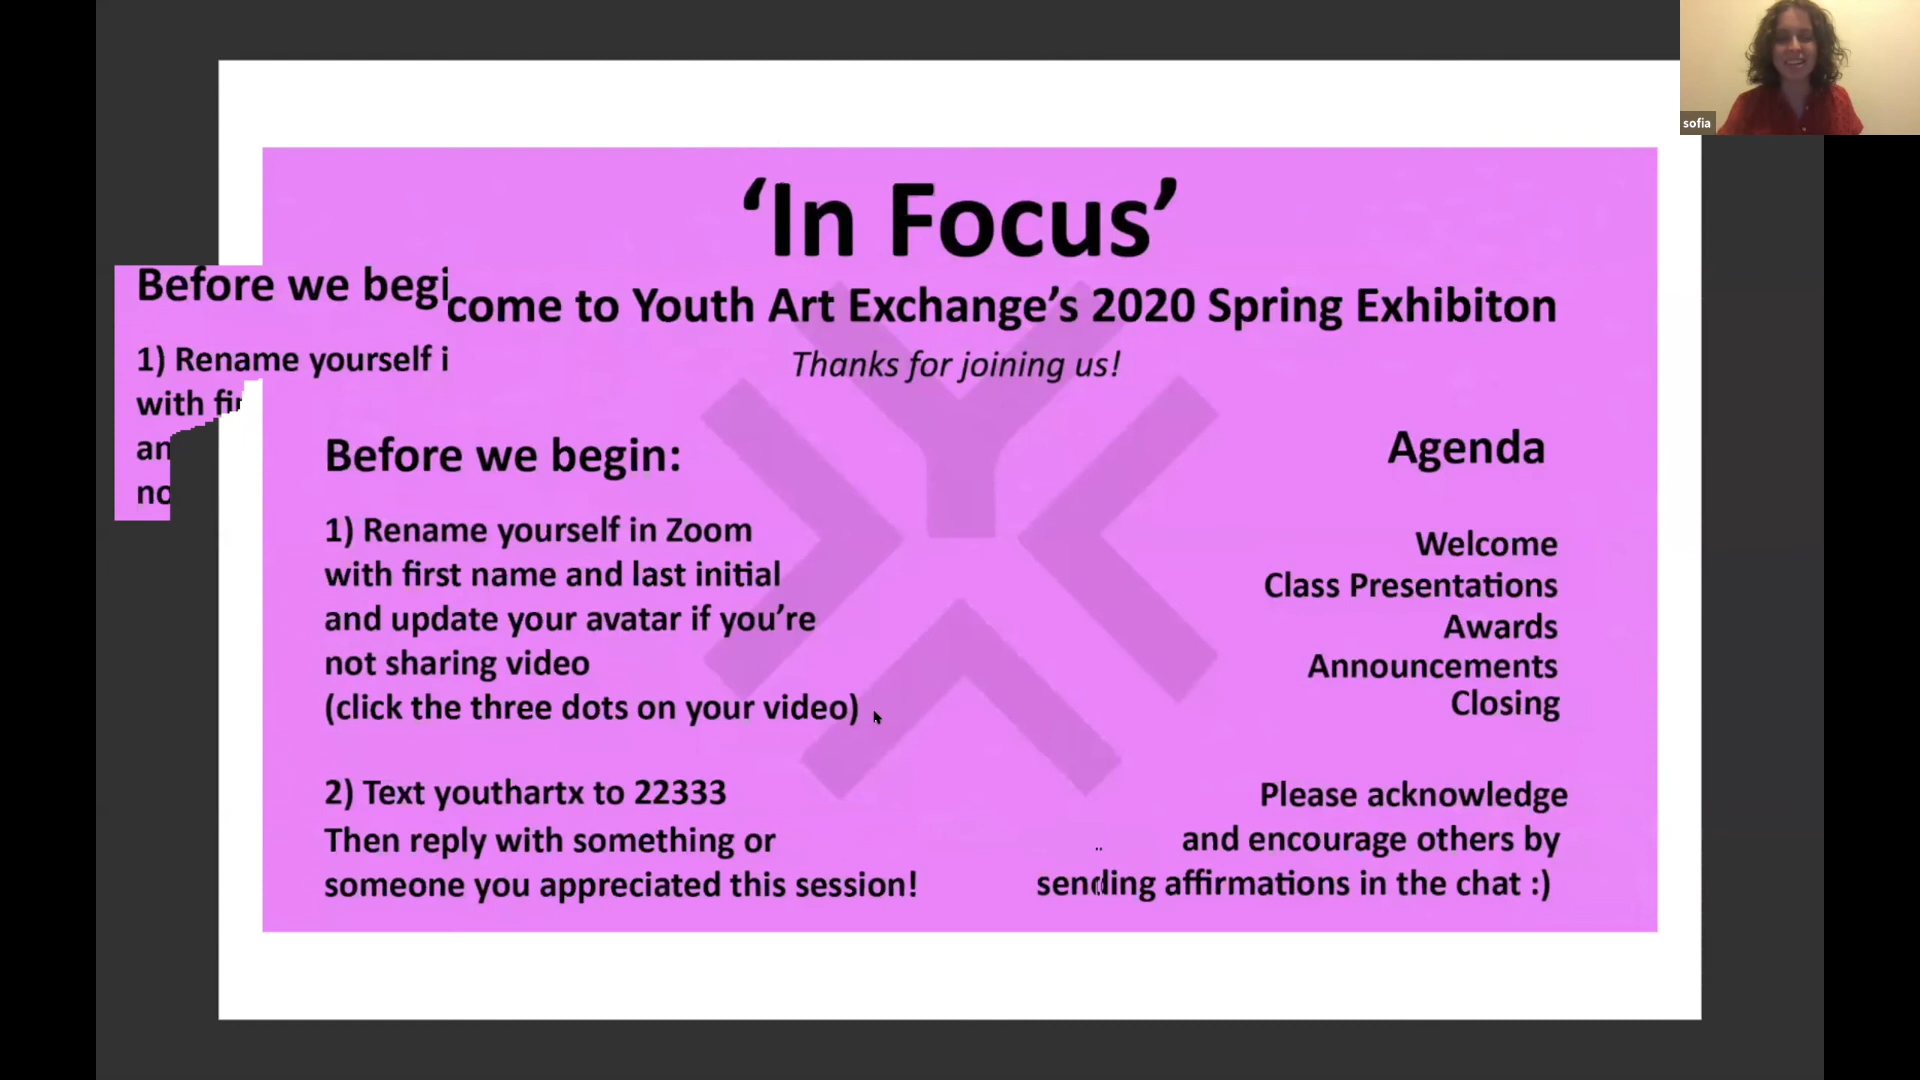 sofia
‘In Focus’
come to Youth Art Exchange’s 2020 Spring Exhibiton
Thanks for joining us!
Before we begi
1) Rename yourself i
with fir
an
no
Before we begin:
1) Rename yourself in Zoom
with first name and last initial
and update your avatar if you’re
not sharing video
(click the three dots on your video)
2) Text youthartx to 22333
Then reply with something or
someone you appreciated this session!
Agenda
Welcome
Class Presentations
Awards
Announcements
Closing
Please acknowledge
and encourage others by
sending affirmations in the chat :)